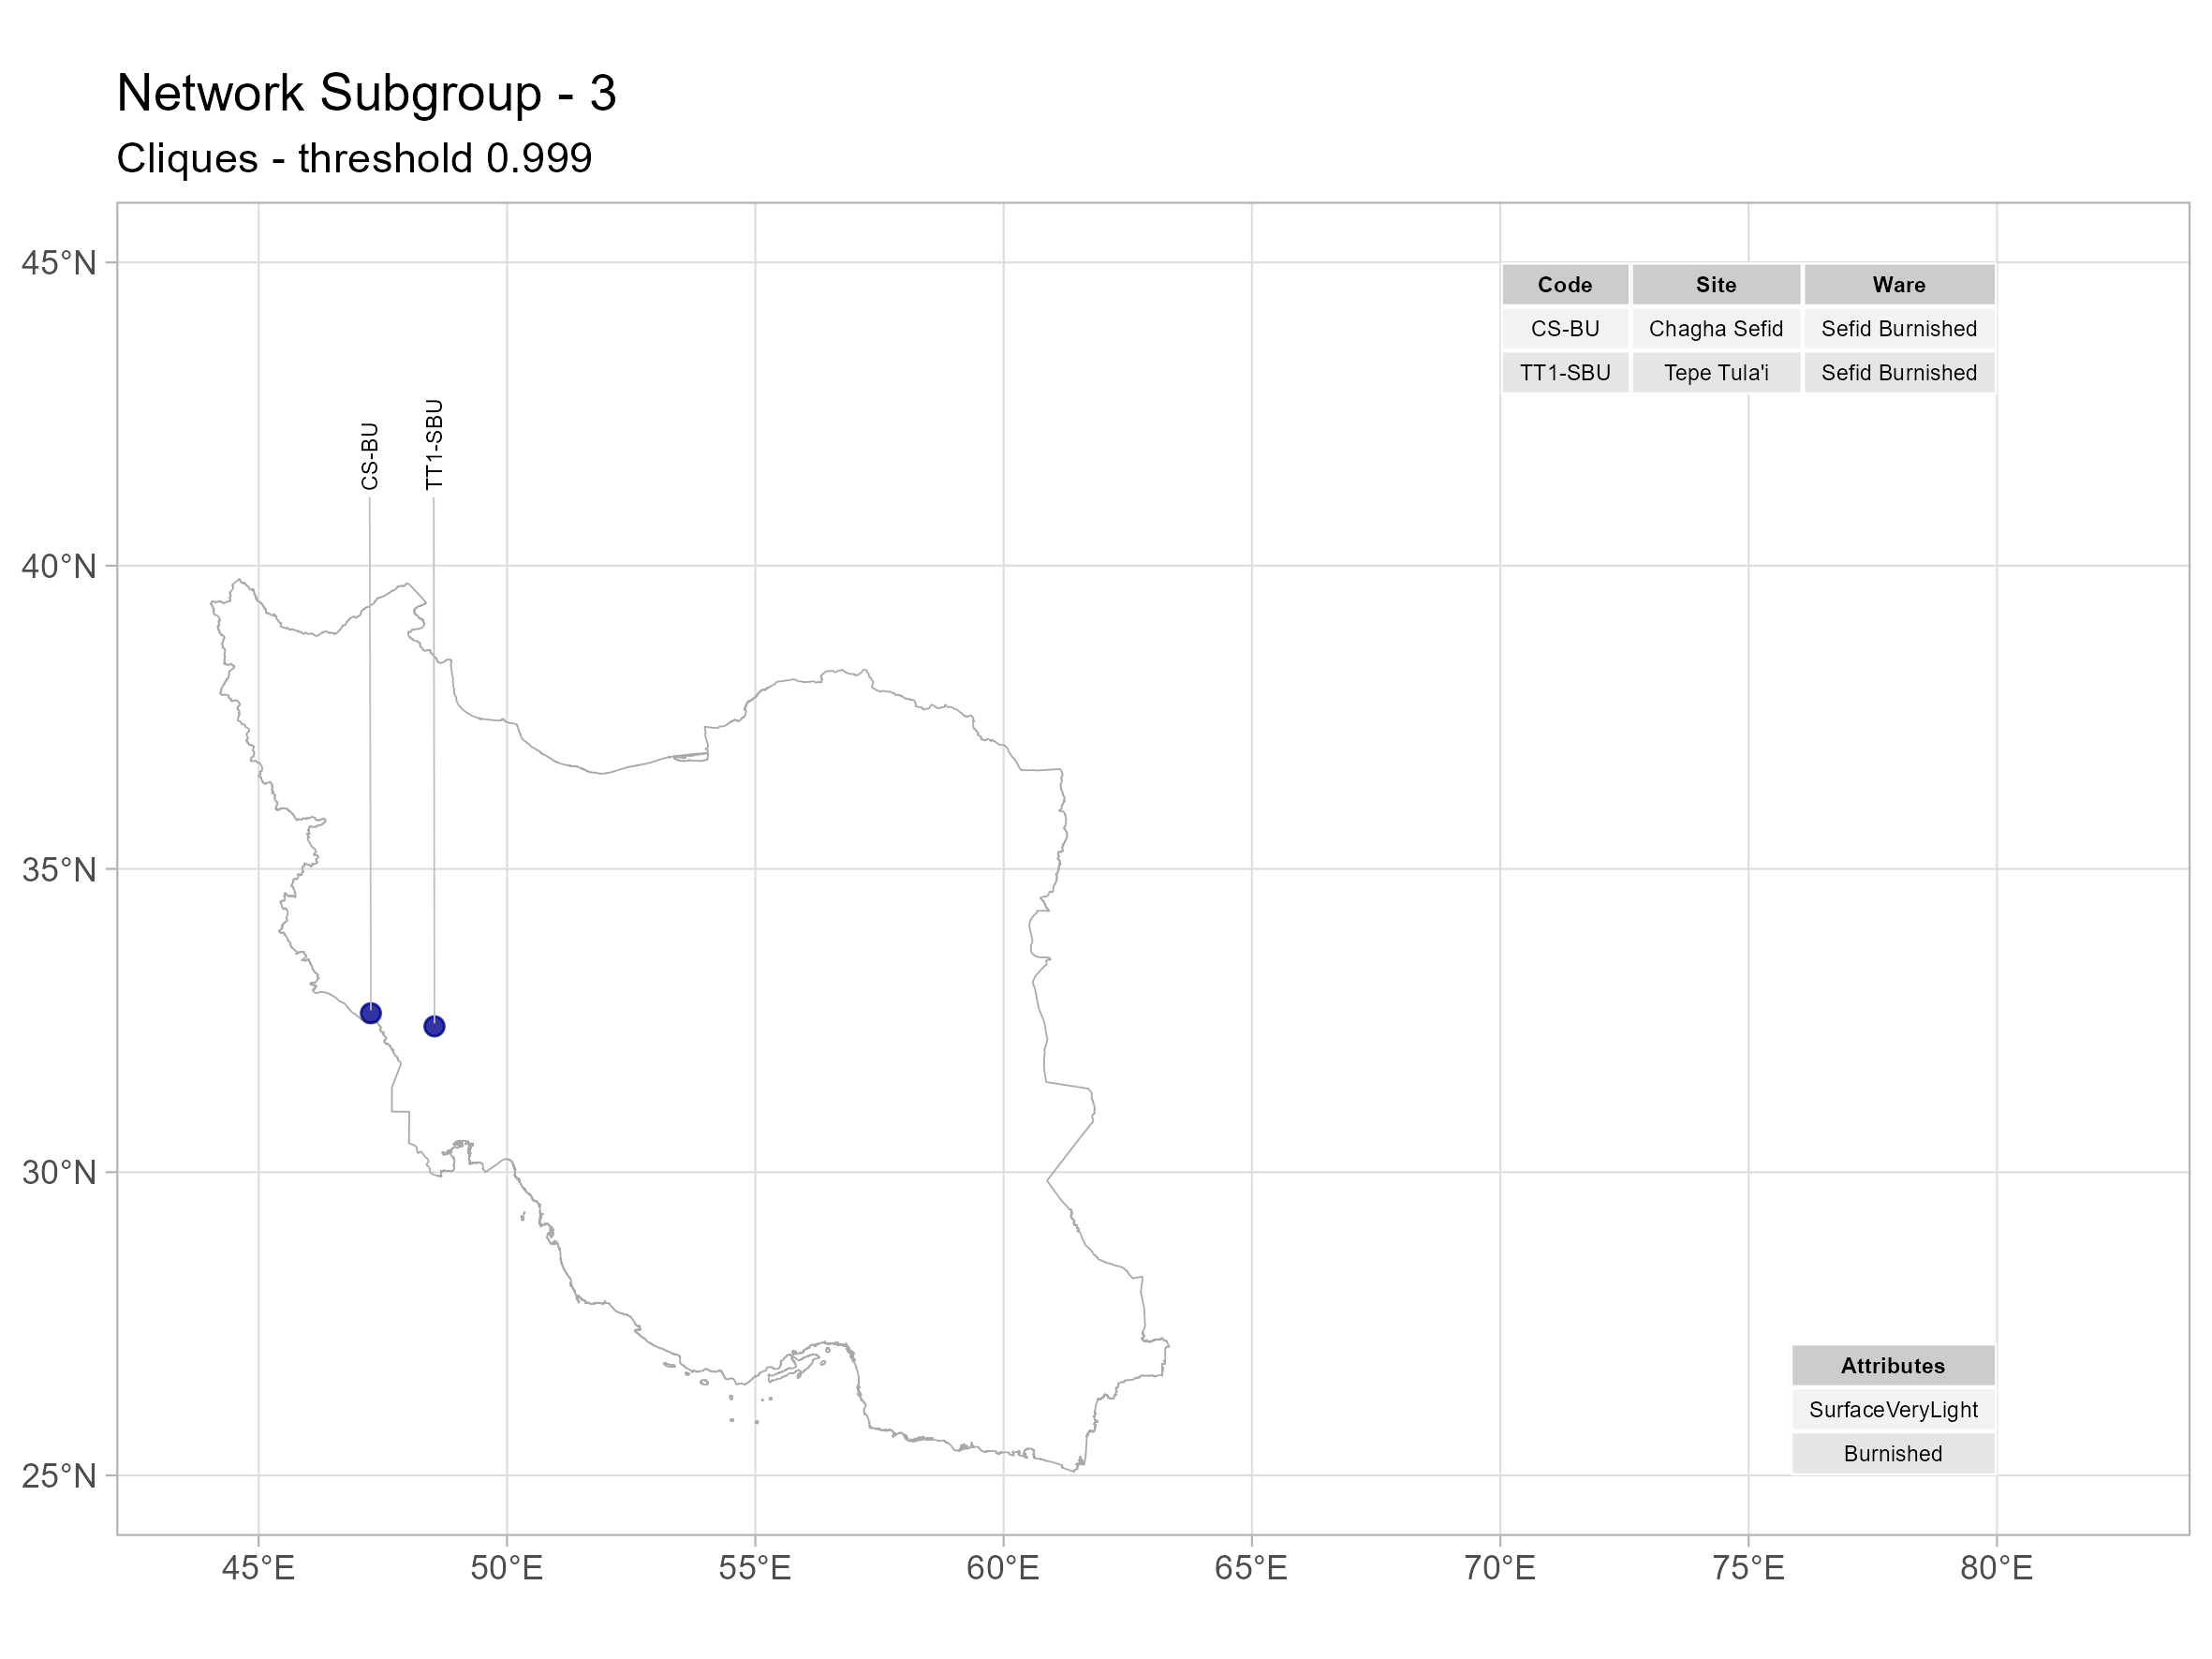 Network Subgroup - 3
Cliques - threshold 0.999
45°N
40°N
35°N
30°N
25°N
CS-BU
TT1-SBU
Code Site Ware
CS-BU Chagha Sefid Sefid Burnished
TT1-SBU Tepe Tula'i Sefid Burnished
Attributes
SurfaceVeryLight
Burnished
45°E 50°E 55°E 60°E 65°E 70°E 75°E 80°E